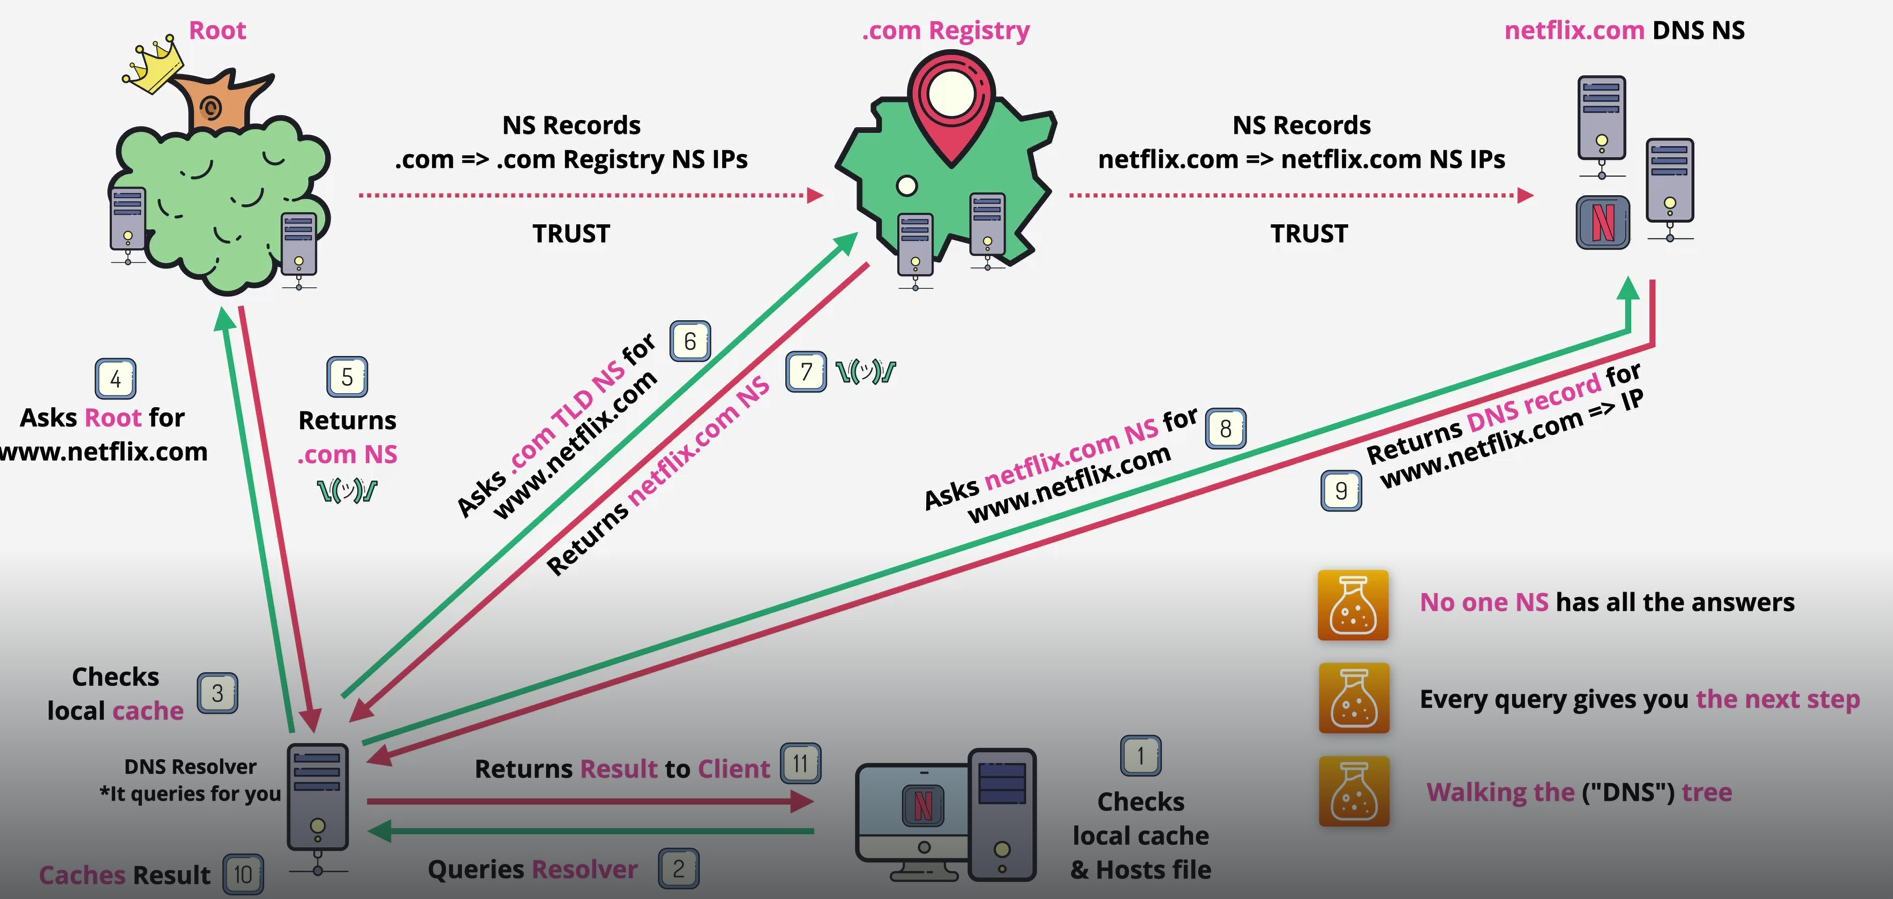 Root
.com Registry
netflix.com DNS NS
NS Records
.com => .com Registry NS IPs
TRUST
NS Records
netflix.com => netflix.com NS IPs
TRUST
N
4
Asks Root for
www.netflix.com
5
Returns
.com NS
¯\_(ツ)_/¯
6
Asks .com TLD NS for
www.netflix.com
7
¯\_(ツ)_/¯
Returns netflix.com NS
8
Asks netflix.com NS for
www.netflix.com
9
Returns DNS record for
www.netflix.com => IP
No one NS has all the answers
Every query gives you the next step
Walking the ("DNS") tree
Checks
local cache
3
DNS Resolver
*It queries for you
Caches Result
10
Returns Result to Client
11
Queries Resolver
2
N
1
Checks
local cache
& Hosts file